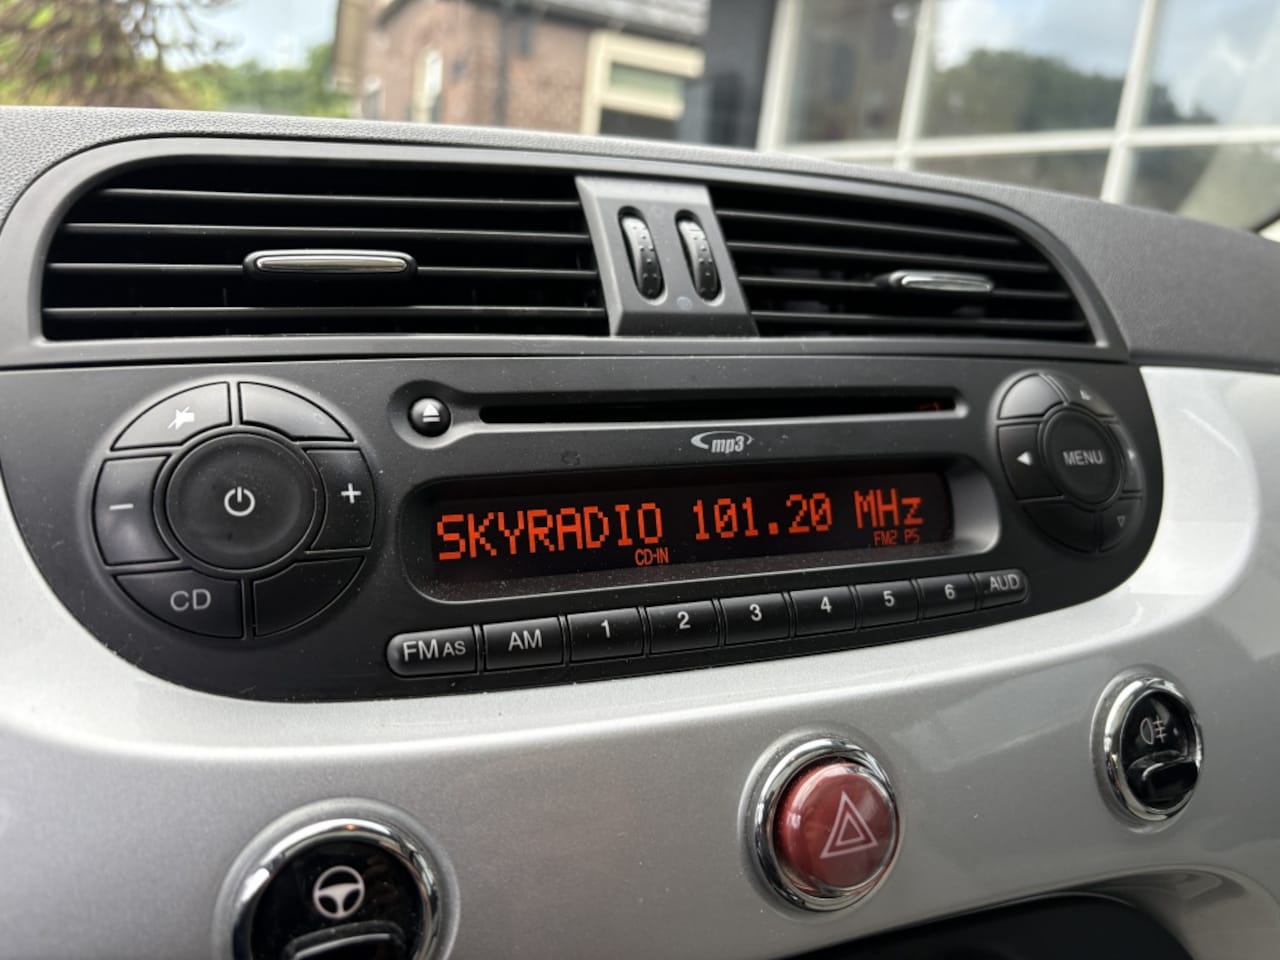 mp3
MENU
SKYRADIO 101.20 MHz
CD-IN FM2 PS
CD
FM AS AM 1 2 3 4 5 6 AUD